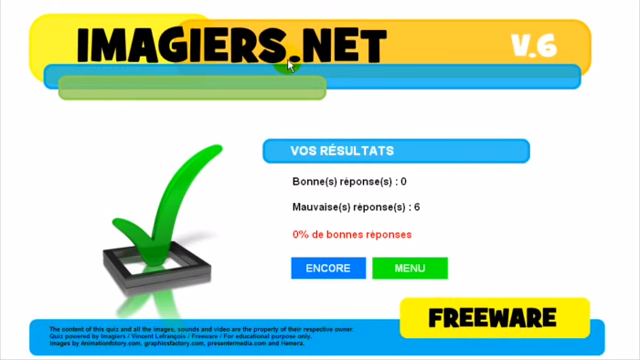 IMAGIERS.NET
V.6
VOS RÉSULTATS
Bonne(s) réponse(s) : 0
Mauvaise(s) réponse(s) : 6
0% de bonnes réponses
ENCORE
MENU
FREEWARE
The content of this quiz and all the images, sounds and video are the property of their respective owner.
Quiz powered by Imagiers / Vincent Lefrançois / Freeware / For educational purpose only.
Images by Animationfctory.com, graphicsfactory.com, presentermedia.com and Hemera.